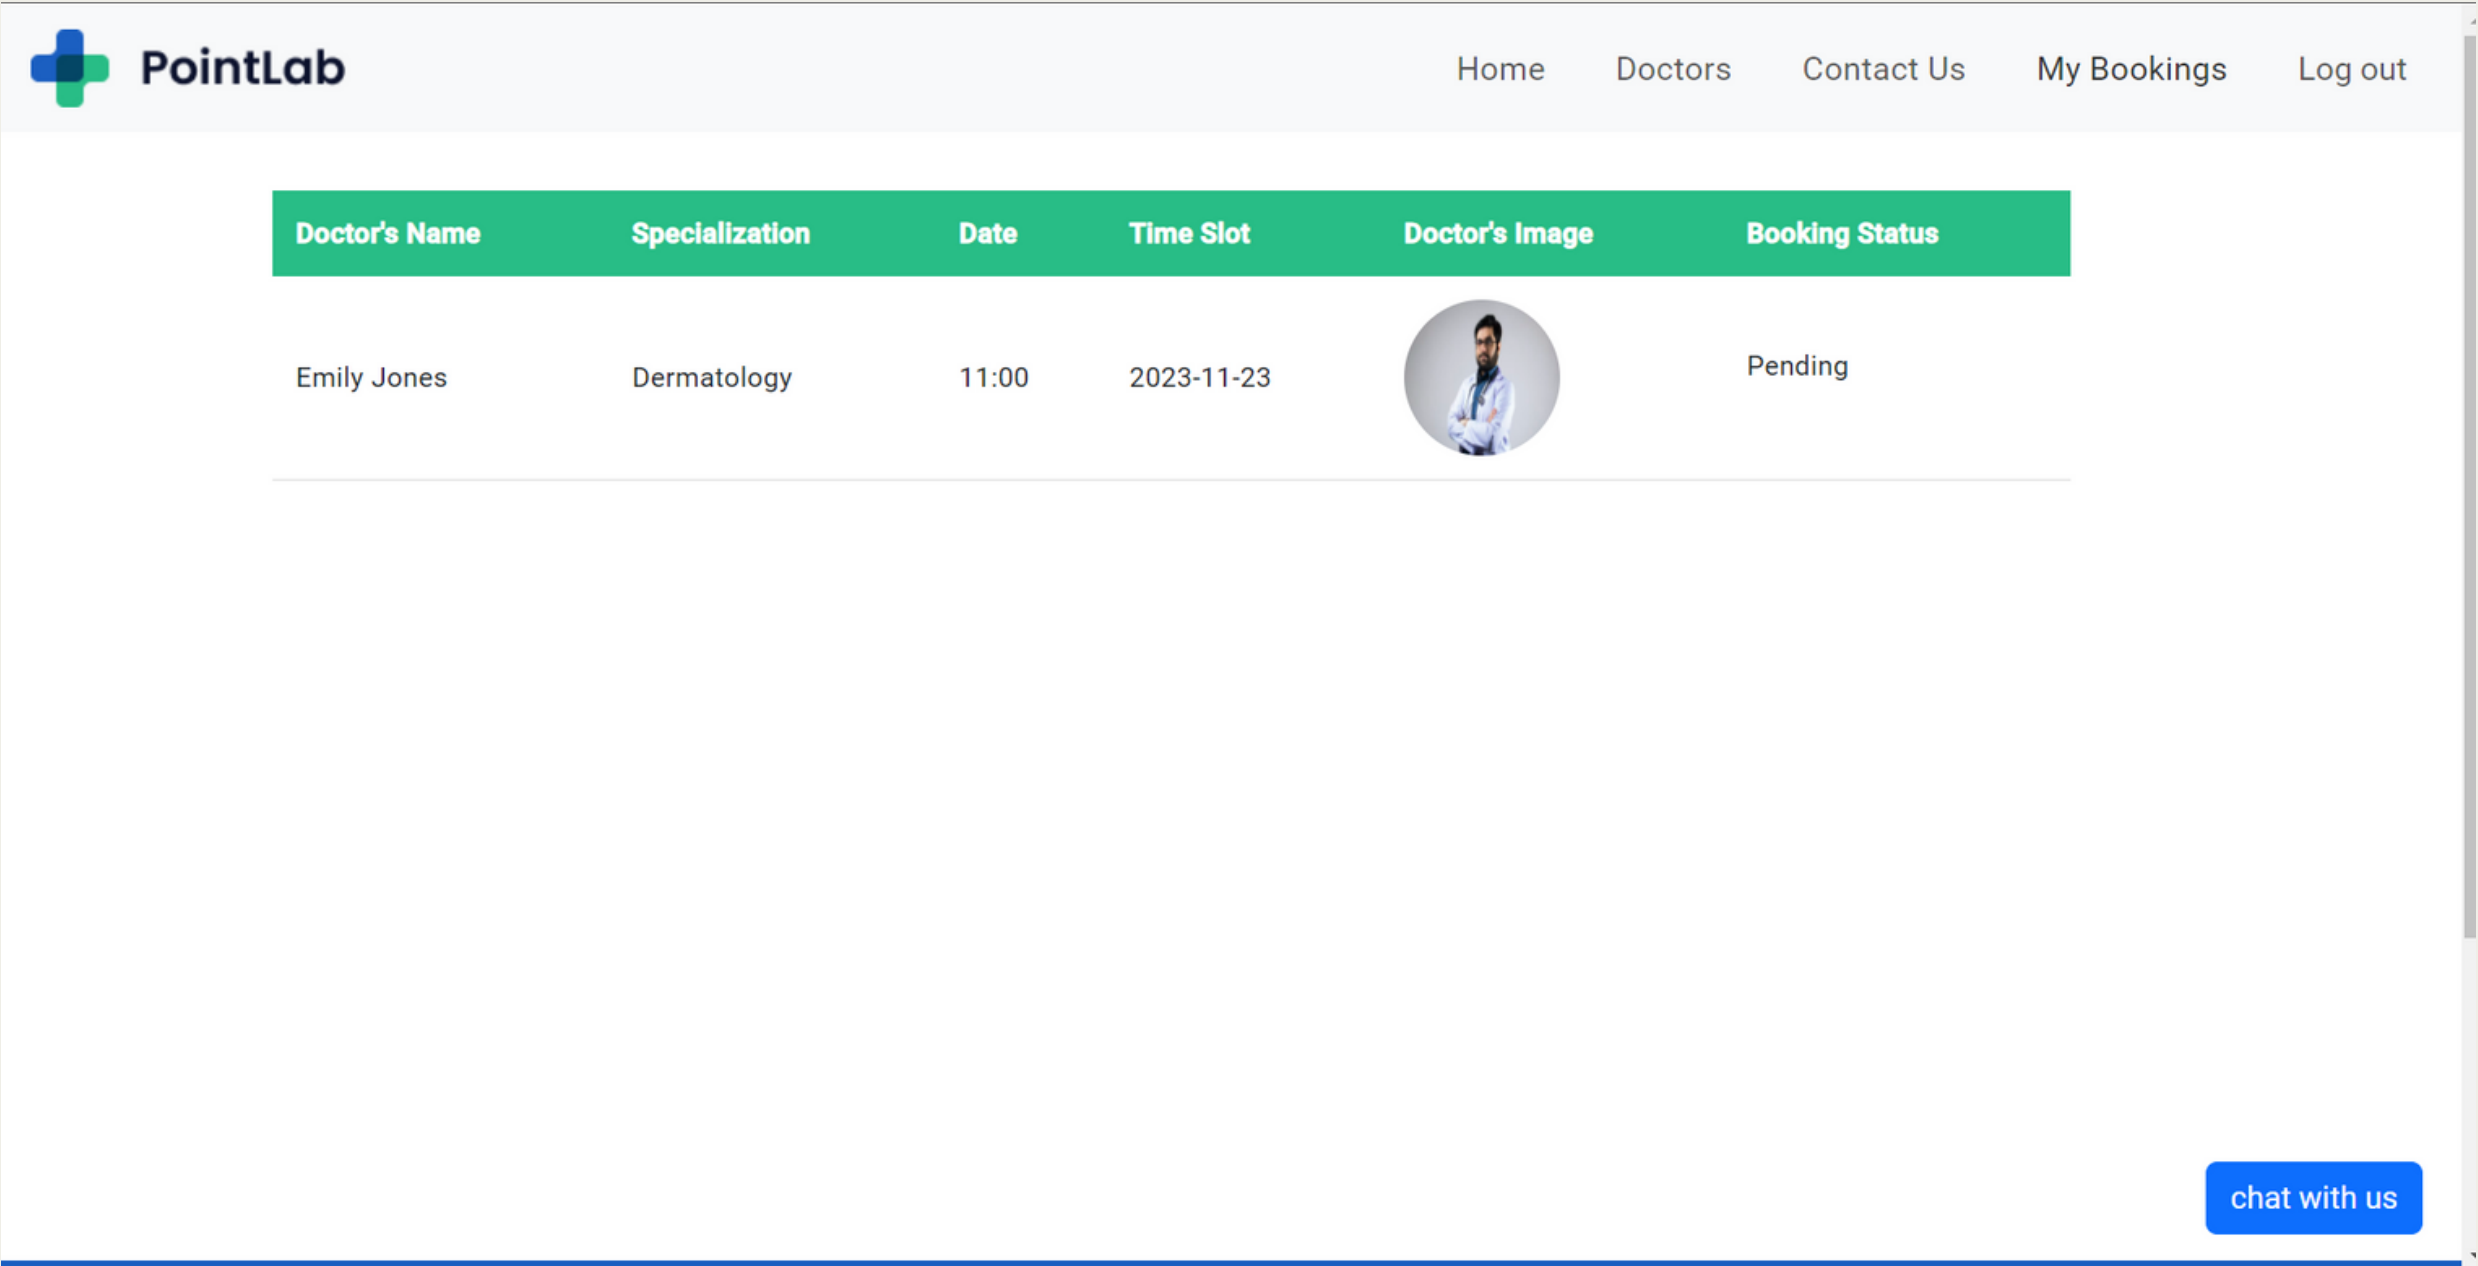 PointLab
Home Doctors Contact Us My Bookings Log out
Doctor's Name Specialization Date Time Slot Doctor's Image Booking Status
Emily Jones Dermatology 11:00 2023-11-23 Pending
chat with us